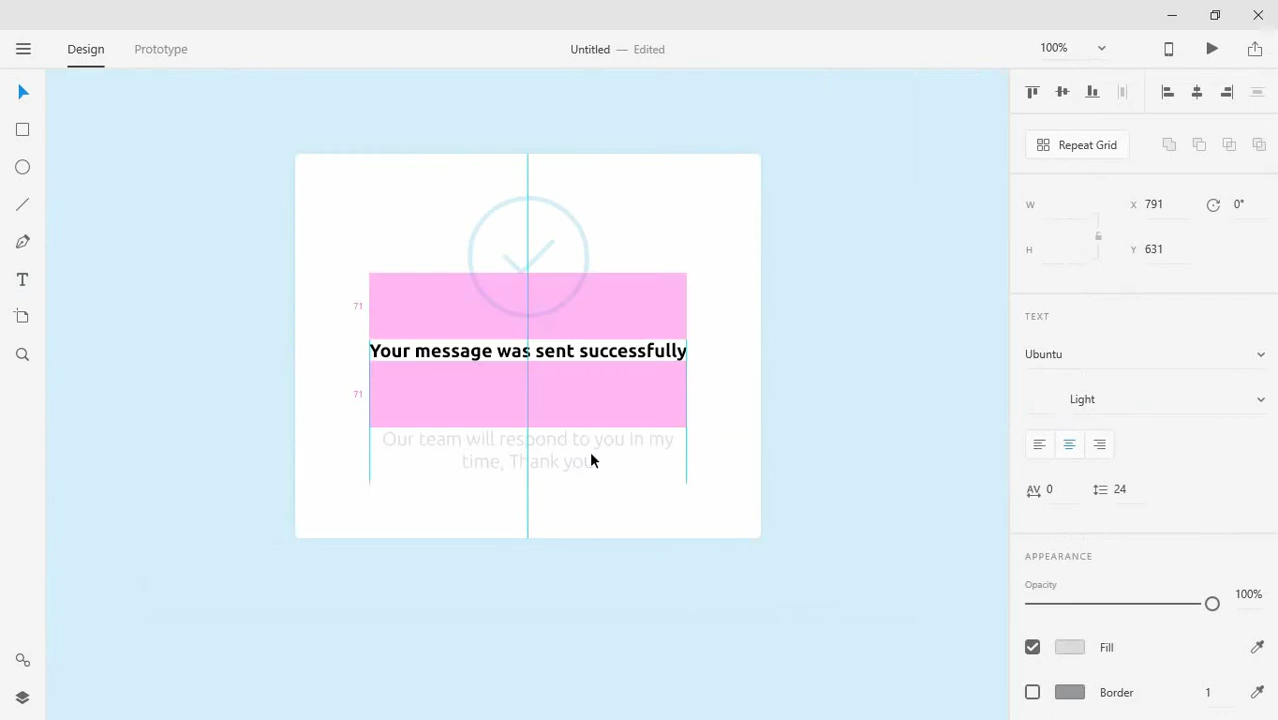 Design Prototype Untitled — Edited 100%
Repeat Grid
W X 791 0°
H Y 631
71
Your message was sent successfully
71
Our team will respond to you in my
time, Thank you
TEXT
Ubuntu
Light
AV 0 24
APPEARANCE
Opacity
100%
Fill
Border 1